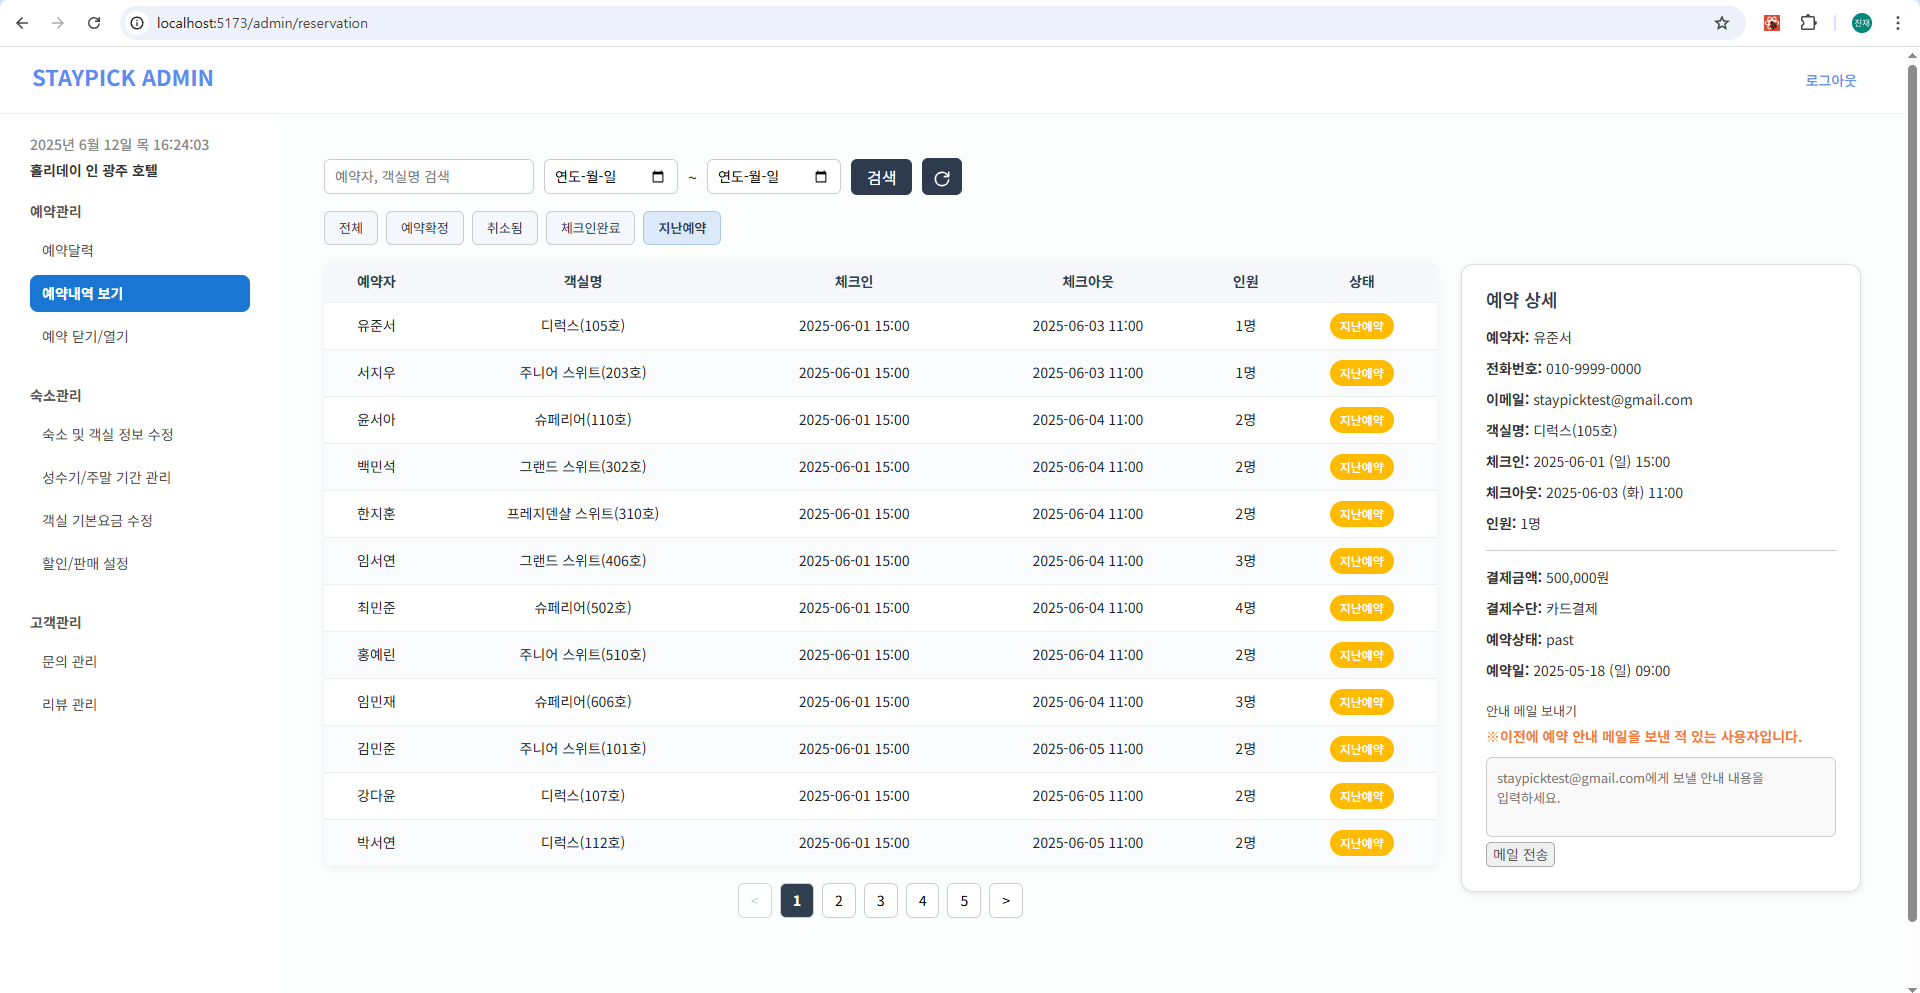 localhost:5173/admin/reservation
진재
STAYPICK ADMIN
로그아웃
2025년 6월 12일 목 16:24:03
홀리데이 인 광주 호텔
예약관리
예약달력
예약내역 보기
예약 닫기/열기
숙소관리
숙소 및 객실 정보 수정
성수기/주말 기간 관리
객실 기본요금 수정
할인/판매 설정
고객관리
문의 관리
리뷰 관리
예약자, 객실명 검색 연도-월-일 ~ 연도-월-일 검색
전체 예약확정 취소됨 체크인완료 지난예약
예약자 객실명 체크인 체크아웃 인원 상태
유준서 디럭스(105호) 2025-06-01 15:00 2025-06-03 11:00 1명 지난예약
서지우 주니어 스위트(203호) 2025-06-01 15:00 2025-06-03 11:00 1명 지난예약
윤서아 슈페리어(110호) 2025-06-01 15:00 2025-06-04 11:00 2명 지난예약
백민석 그랜드 스위트(302호) 2025-06-01 15:00 2025-06-04 11:00 2명 지난예약
한지훈 프레지덴샬 스위트(310호) 2025-06-01 15:00 2025-06-04 11:00 2명 지난예약
임서연 그랜드 스위트(406호) 2025-06-01 15:00 2025-06-04 11:00 3명 지난예약
최민준 슈페리어(502호) 2025-06-01 15:00 2025-06-04 11:00 4명 지난예약
홍예린 주니어 스위트(510호) 2025-06-01 15:00 2025-06-04 11:00 2명 지난예약
임민재 슈페리어(606호) 2025-06-01 15:00 2025-06-04 11:00 3명 지난예약
김민준 주니어 스위트(101호) 2025-06-01 15:00 2025-06-05 11:00 2명 지난예약
강다윤 디럭스(107호) 2025-06-01 15:00 2025-06-05 11:00 2명 지난예약
박서연 디럭스(112호) 2025-06-01 15:00 2025-06-05 11:00 2명 지난예약
< 1 2 3 4 5 >
예약 상세
예약자: 유준서
전화번호: 010-9999-0000
이메일: staypicktest@gmail.com
객실명: 디럭스(105호)
체크인: 2025-06-01 (일) 15:00
체크아웃: 2025-06-03 (화) 11:00
인원: 1명
결제금액: 500,000원
결제수단: 카드결제
예약상태: past
예약일: 2025-05-18 (일) 09:00
안내 메일 보내기
※이전에 예약 안내 메일을 보낸 적 있는 사용자입니다.
staypicktest@gmail.com에게 보낼 안내 내용을
입력하세요.
메일 전송